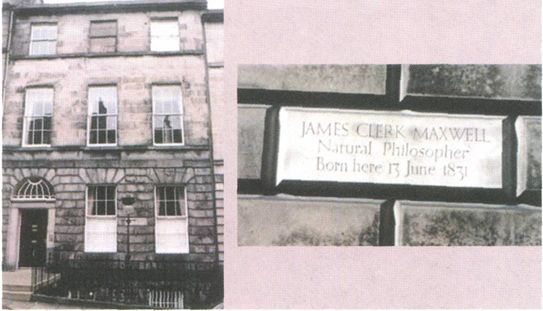 JAMES CLERK MAXWELL
Natural Philosopher
Born here 13 June 1831